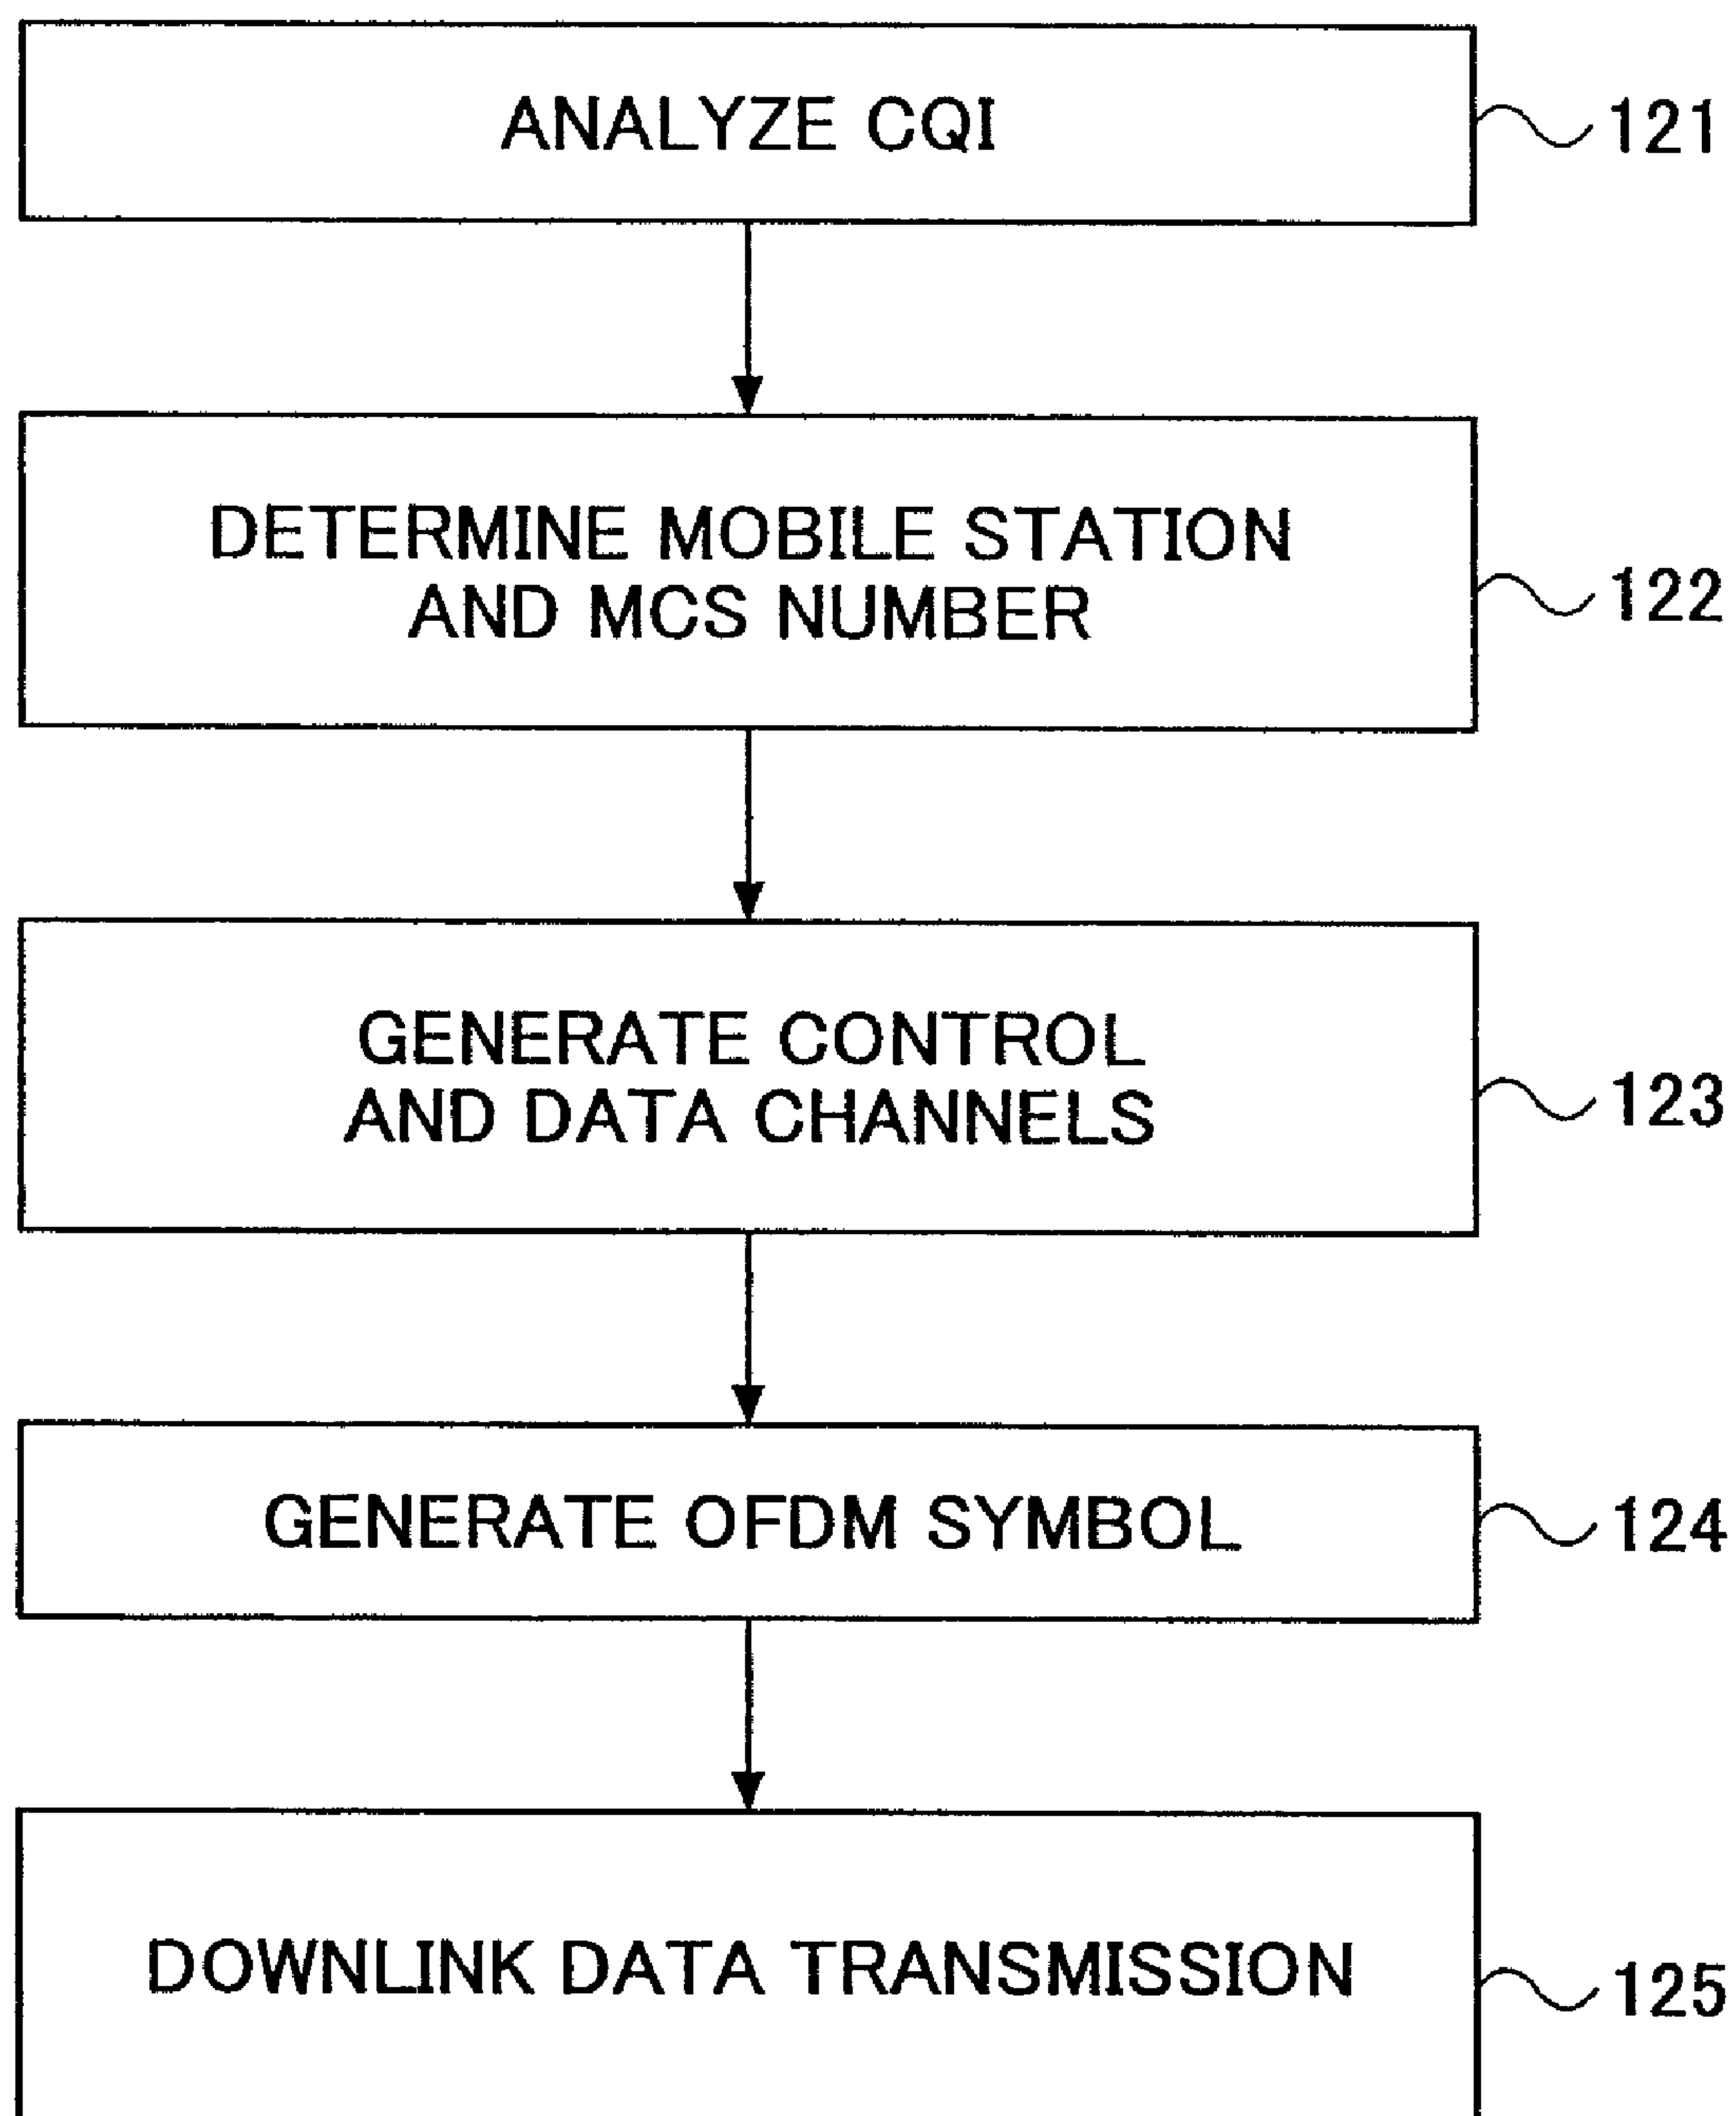 ANALYZE CQI
121
DETERMINE MOBILE STATION
AND MCS NUMBER
122
GENERATE CONTROL
AND DATA CHANNELS
123
GENERATE OFDM SYMBOL
124
DOWNLINK DATA TRANSMISSION
125